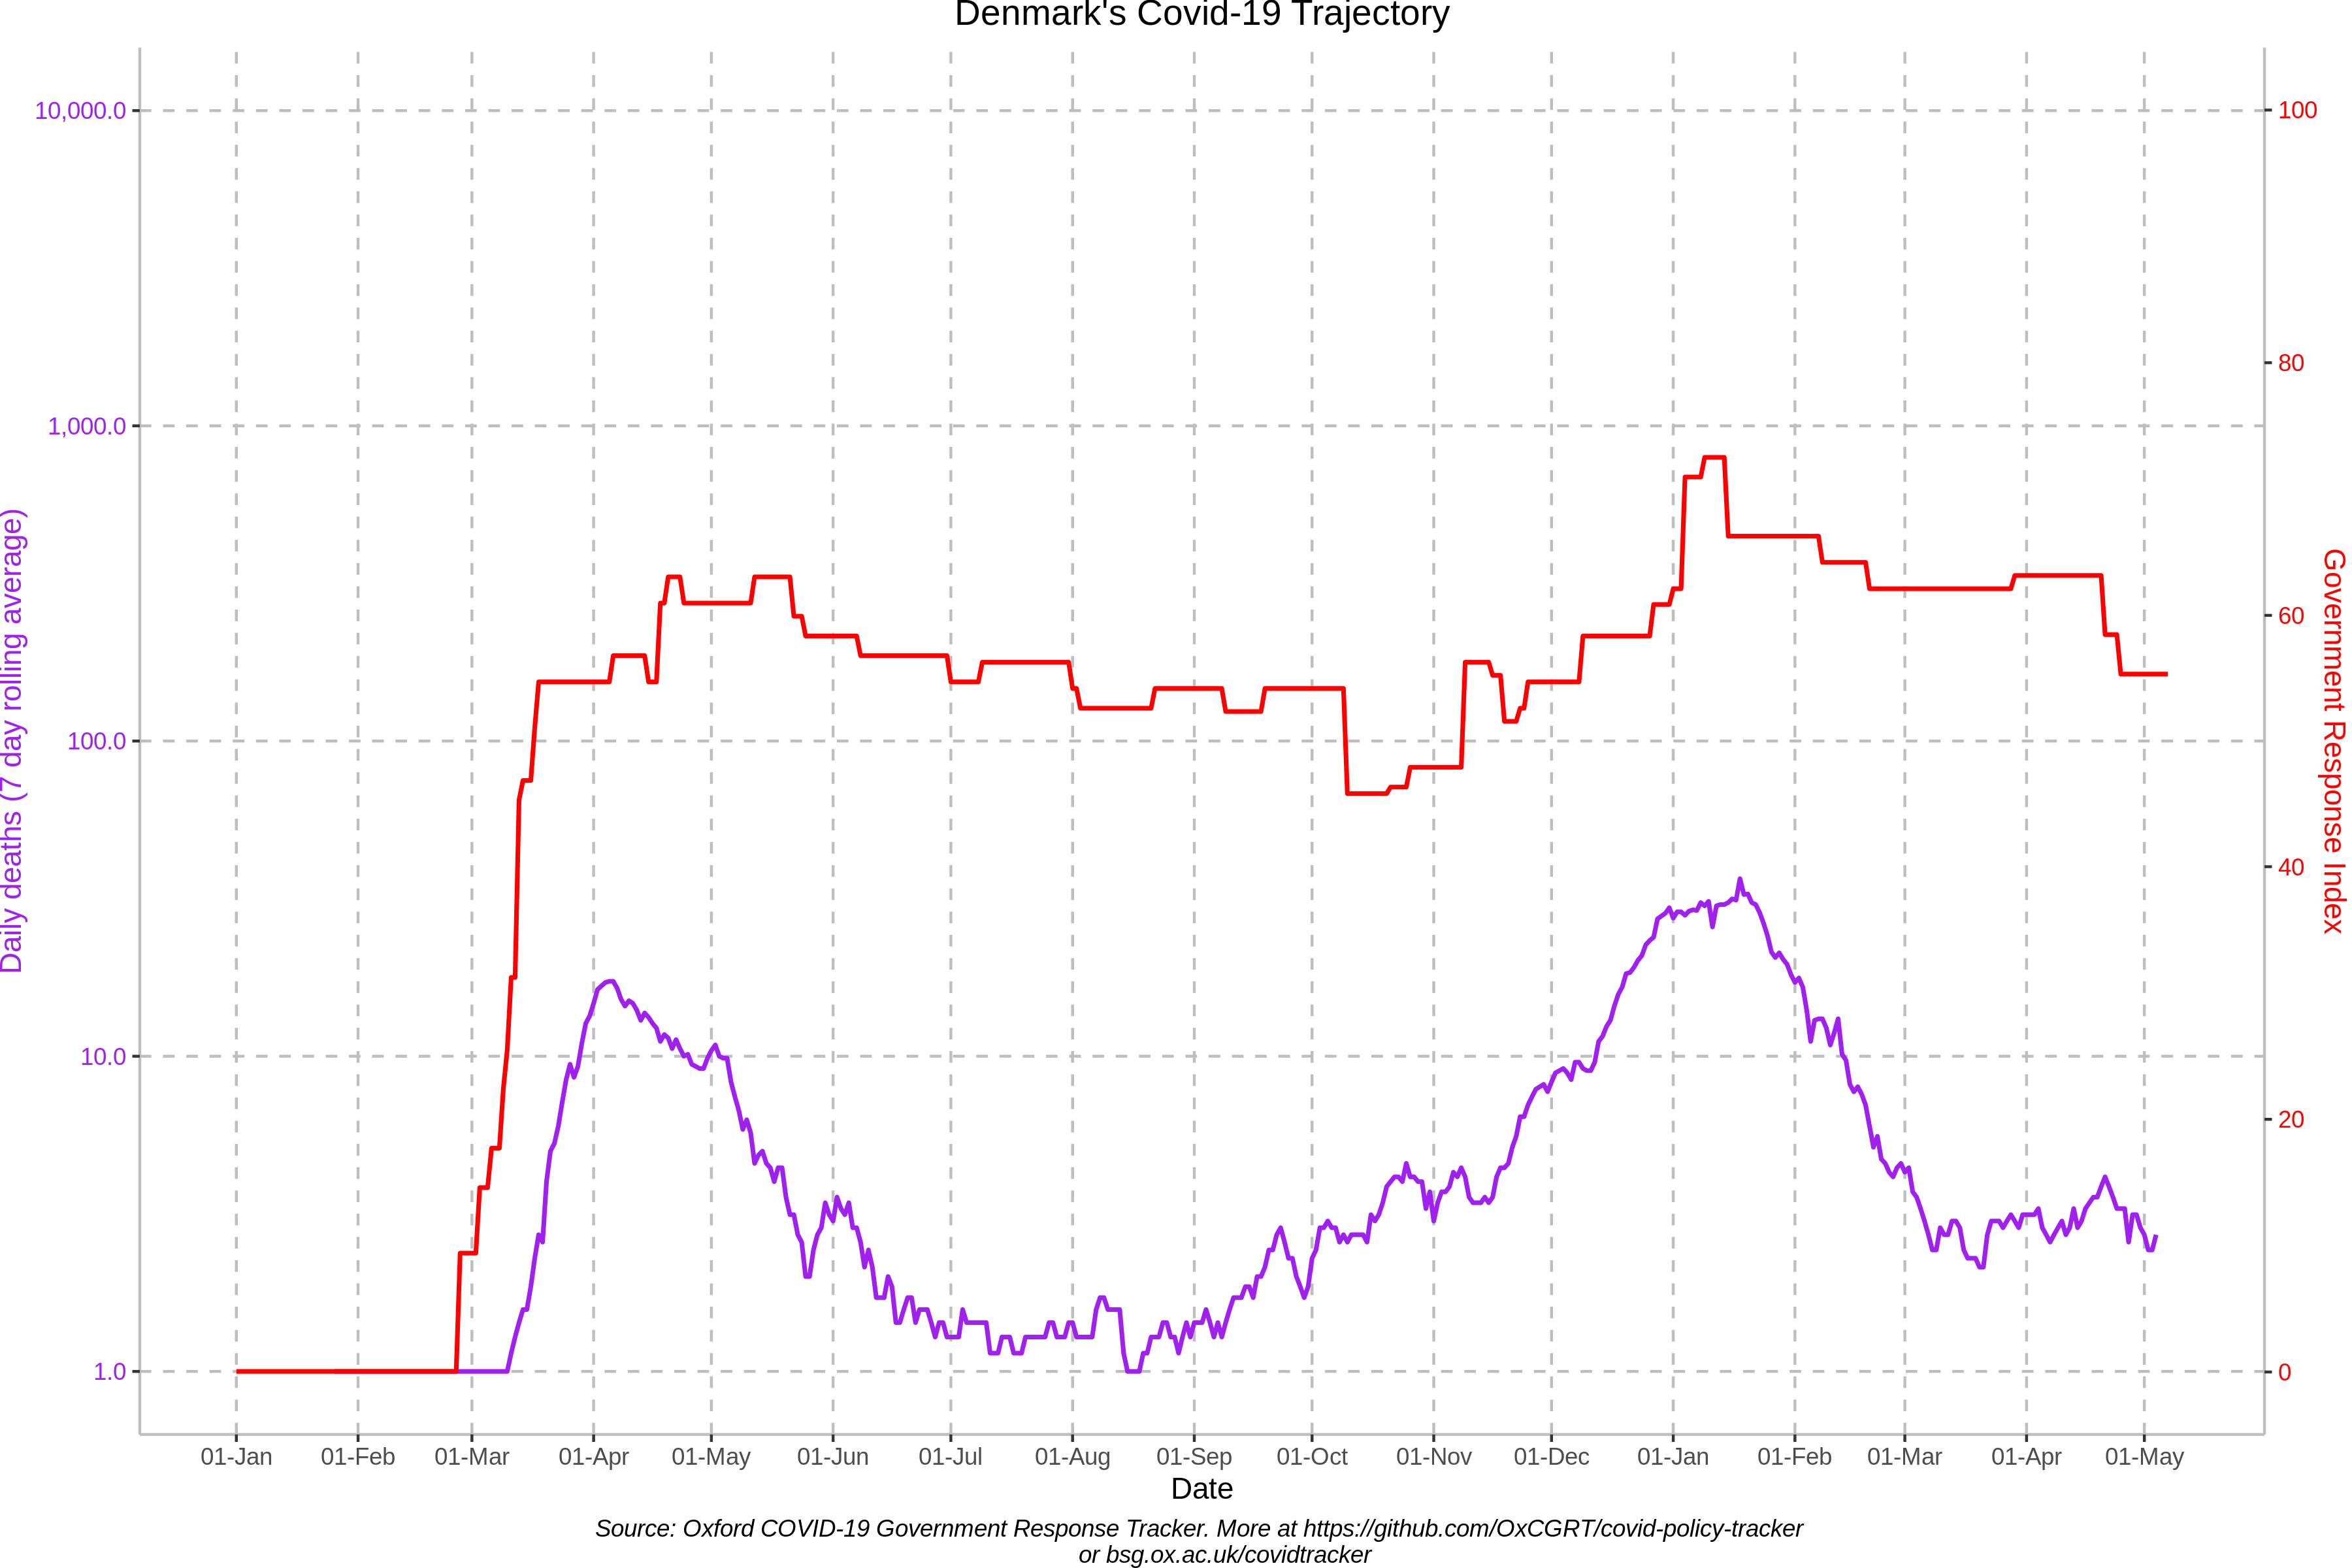 Denmark's Covid-19 Trajectory
10,000.0
1,000.0
100.0
10.0
1.0
Daily deaths (7 day rolling average)
100
80
60
40
20
0
Government Response Index
01-Jan
01-Feb
01-Mar
01-Apr
01-May
01-Jun
01-Jul
01-Aug
01-Sep
01-Oct
01-Nov
01-Dec
01-Jan
01-Feb
01-Mar
01-Apr
01-May
Date
Source: Oxford COVID-19 Government Response Tracker. More at https://github.com/OxCGRT/covid-policy-tracker
or bsg.ox.ac.uk/covidtracker